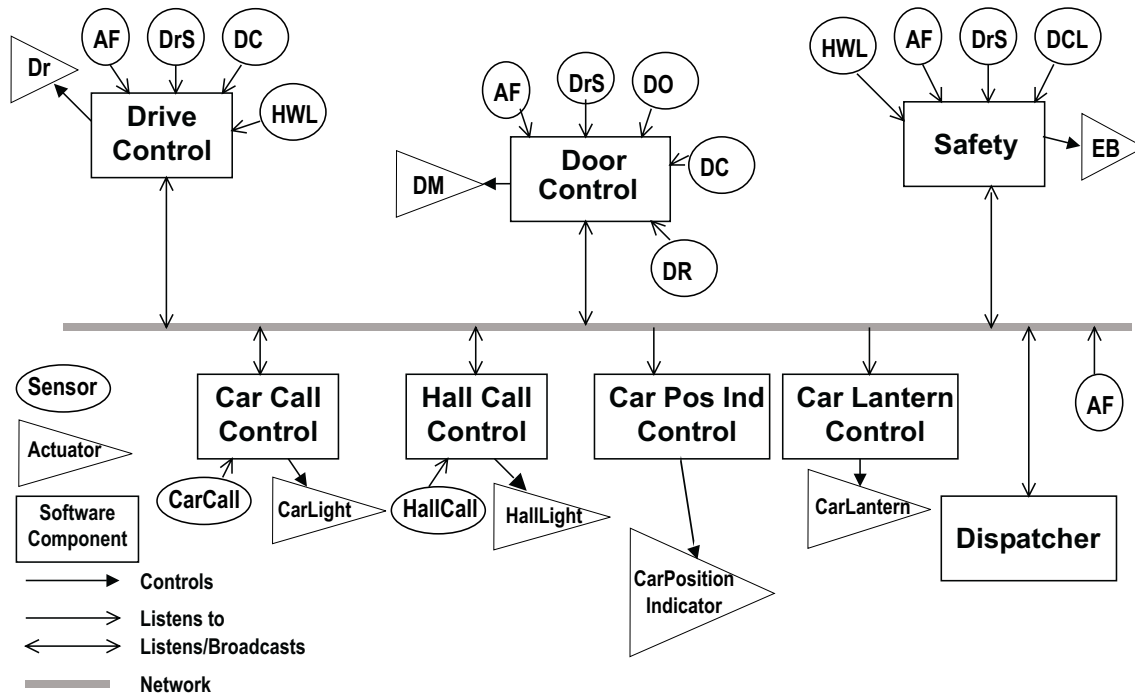 AF
DrS
DC
Dr
HWL
Drive
Control
AF
DrS
DO
DM
Door
Control
DC
DR
HWL
AF
DrS
DCL
Safety
EB
Sensor
Actuator
Software
Component
Controls
Listens to
Listens/Broadcasts
Network
Car Call
Control
CarCall
CarLight
Hall Call
Control
HallCall
HallLight
Car Pos Ind
Control
CarPosition
Indicator
Car Lantern
Control
CarLantern
Dispatcher
AF